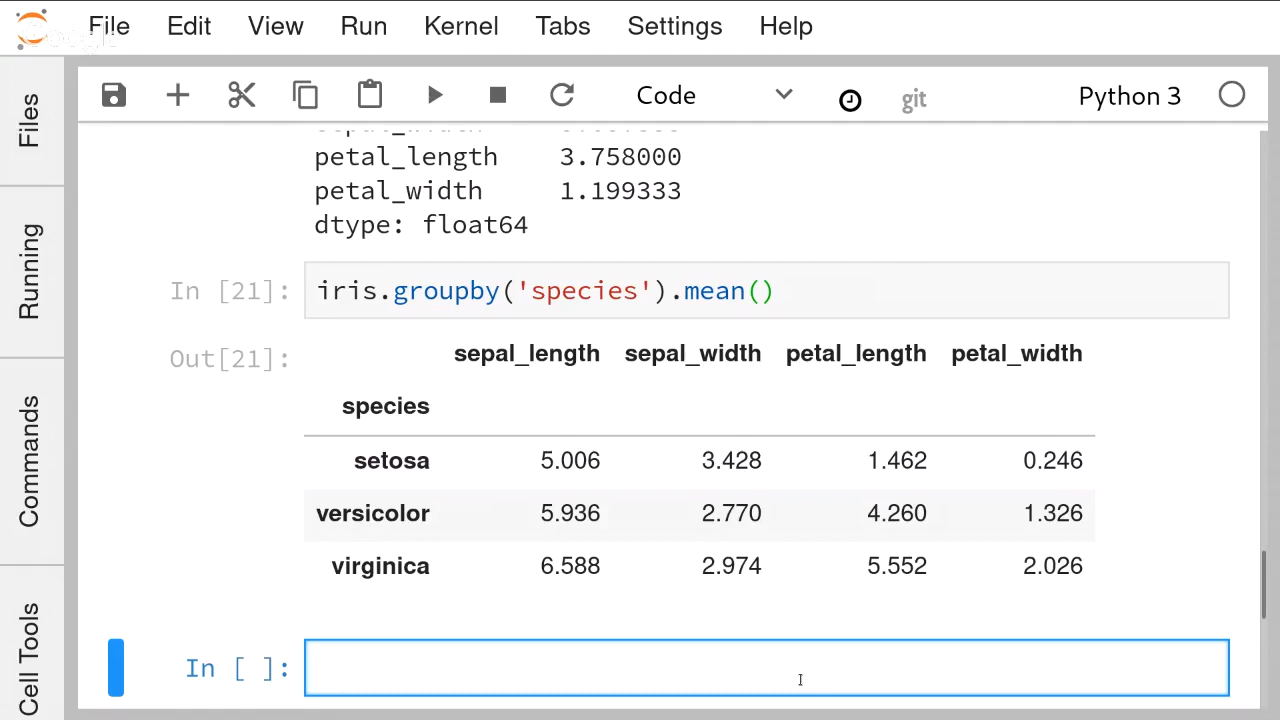 File Edit View Run Kernel Tabs Settings Help
Code git Python 3
Files
Running
Commands
Cell Tools
petal_length 3.758000
petal_width 1.199333
dtype: float64
In [21]: iris.groupby('species').mean()
Out[21]:
sepal_length sepal_width petal_length petal_width
species
setosa 5.006 3.428 1.462 0.246
versicolor 5.936 2.770 4.260 1.326
virginica 6.588 2.974 5.552 2.026
In [ ]: